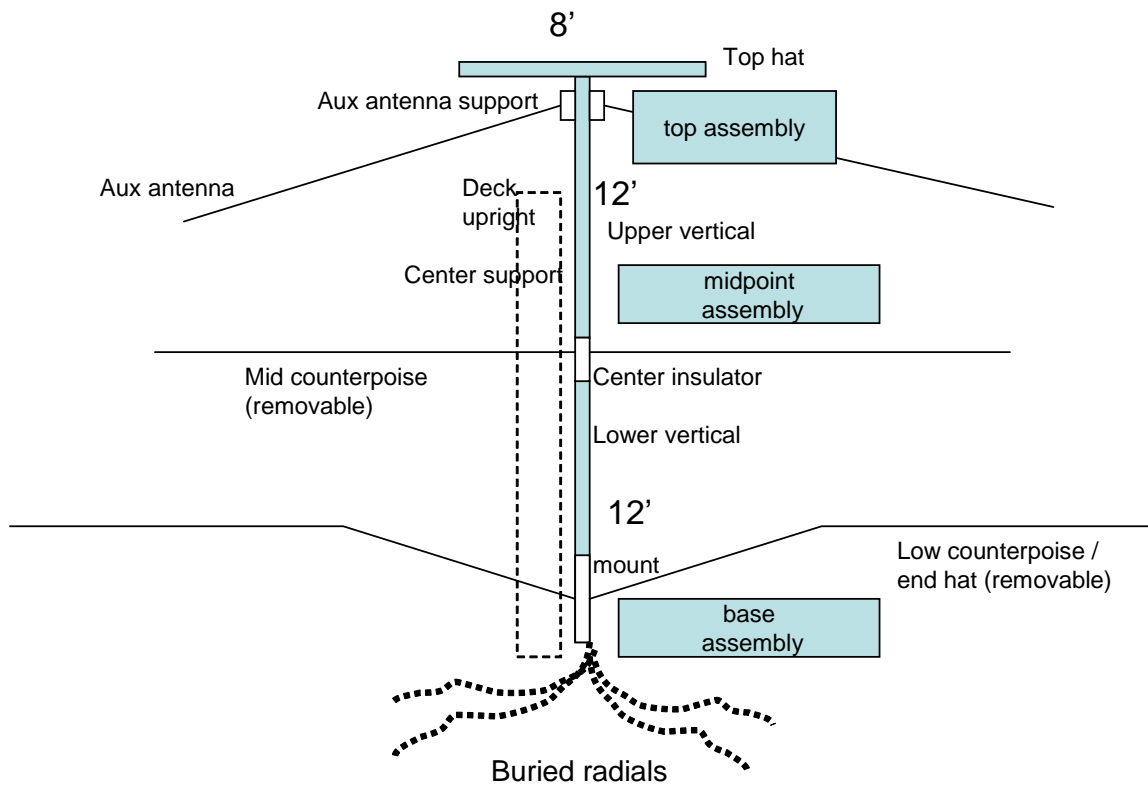 8’
Top hat
Aux antenna support
top assembly
Aux antenna
Deck
upright
12’
Upper vertical
Center support
midpoint
assembly
Mid counterpoise
(removable)
Center insulator
Lower vertical
12’
mount
Low counterpoise /
end hat (removable)
base
assembly
Buried radials